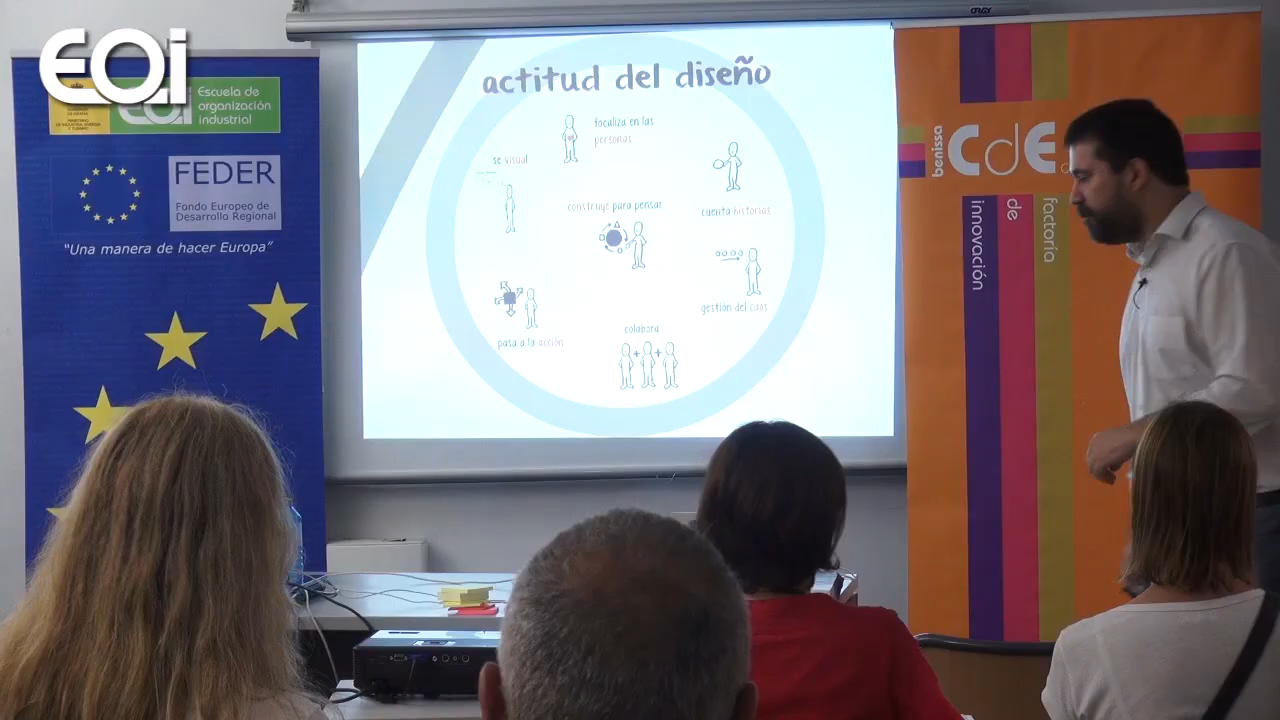 EOi
EOi
Escuela de
organización
industrial
FEDER
Fondo Europeo de
Desarrollo Regional
“Una manera de hacer Europa”
actitud del diseño
focaliza en las
personas
se visual
construye para pensar
cuenta historias
gestión del caos
pasa a la acción
colabora
benissa
CdE
factoría
de
innovación